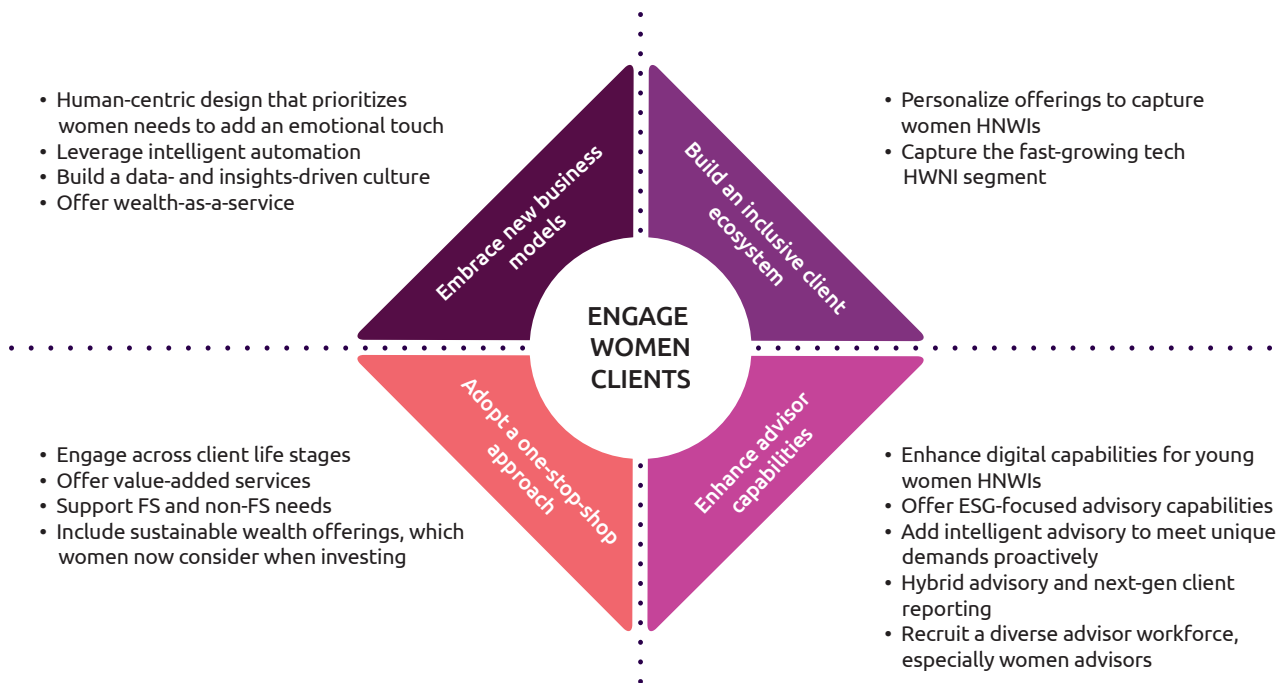 • Human-centric design that prioritizes
women needs to add an emotional touch
• Leverage intelligent automation
• Build a data- and insights-driven culture
• Offer wealth-as-a-service
Embrace new business
models
Build an inclusive client
ecosystem
• Personalize offerings to capture
women HNWIs
• Capture the fast-growing tech
HWNI segment
ENGAGE
WOMEN
CLIENTS
• Engage across client life stages
• Offer value-added services
• Support FS and non-FS needs
• Include sustainable wealth offerings, which
women now consider when investing
Adopt a one-stop-shop
approach
Enhance advisor
capabilities
• Enhance digital capabilities for young
women HNWIs
• Offer ESG-focused advisory capabilities
• Add intelligent advisory to meet unique
demands proactively
• Hybrid advisory and next-gen client
reporting
• Recruit a diverse advisor workforce,
especially women advisors